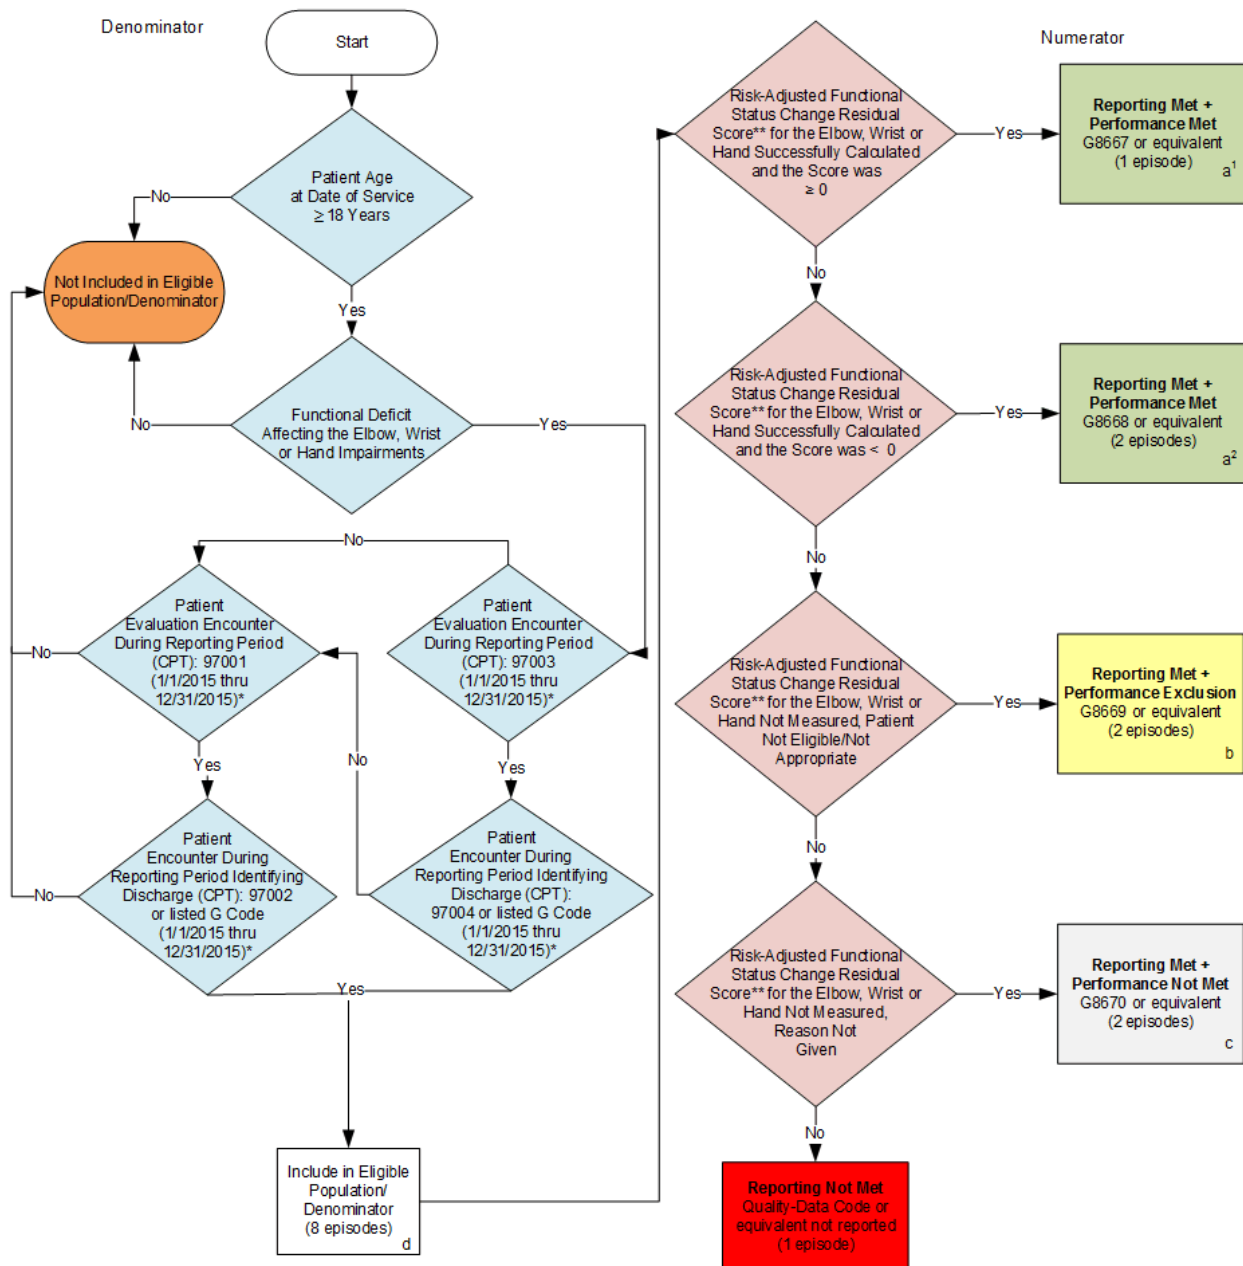 Denominator
Start
Patient Age
at Date of Service
≥ 18 Years
No
Not Included in Eligible
Population/Denominator
Yes
Functional Deficit
Affecting the Elbow, Wrist
or Hand Impairments
No
Yes
No
Patient
Evaluation Encounter
During Reporting Period
(CPT): 97001
(1/1/2015 thru
12/31/2015)*
No
Patient
Evaluation Encounter
During Reporting Period
(CPT): 97003
(1/1/2015 thru
12/31/2015)*
Yes
No
Yes
Patient
Encounter During
Reporting Period Identifying
Discharge (CPT): 97002
or listed G Code
(1/1/2015 thru
12/31/2015)*
No
Patient
Encounter During
Reporting Period Identifying
Discharge (CPT):
97004 or listed G Code
(1/1/2015 thru
12/31/2015)*
Yes
Include in Eligible
Population/
Denominator
(8 episodes)
d
Numerator
Risk-Adjusted Functional
Status Change Residual
Score** for the Elbow, Wrist or
Hand Successfully Calculated
and the Score was
≥ 0
Yes
Reporting Met +
Performance Met
G8667 or equivalent
(1 episode)
a¹
No
Risk-Adjusted Functional
Status Change Residual
Score** for the Elbow, Wrist or
Hand Successfully Calculated
and the Score was < 0
Yes
Reporting Met +
Performance Met
G8668 or equivalent
(2 episodes)
a²
No
Risk-Adjusted Functional
Status Change Residual
Score** for the Elbow, Wrist or
Hand Not Measured, Patient
Not Eligible/Not
Appropriate
Yes
Reporting Met +
Performance Exclusion
G8669 or equivalent
(2 episodes)
b
No
Risk-Adjusted Functional
Status Change Residual
Score** for the Elbow, Wrist or
Hand Not Measured,
Reason Not
Given
Yes
Reporting Met +
Performance Not Met
G8670 or equivalent
(2 episodes)
c
No
Reporting Not Met
Quality-Data Code or
equivalent not reported
(1 episode)